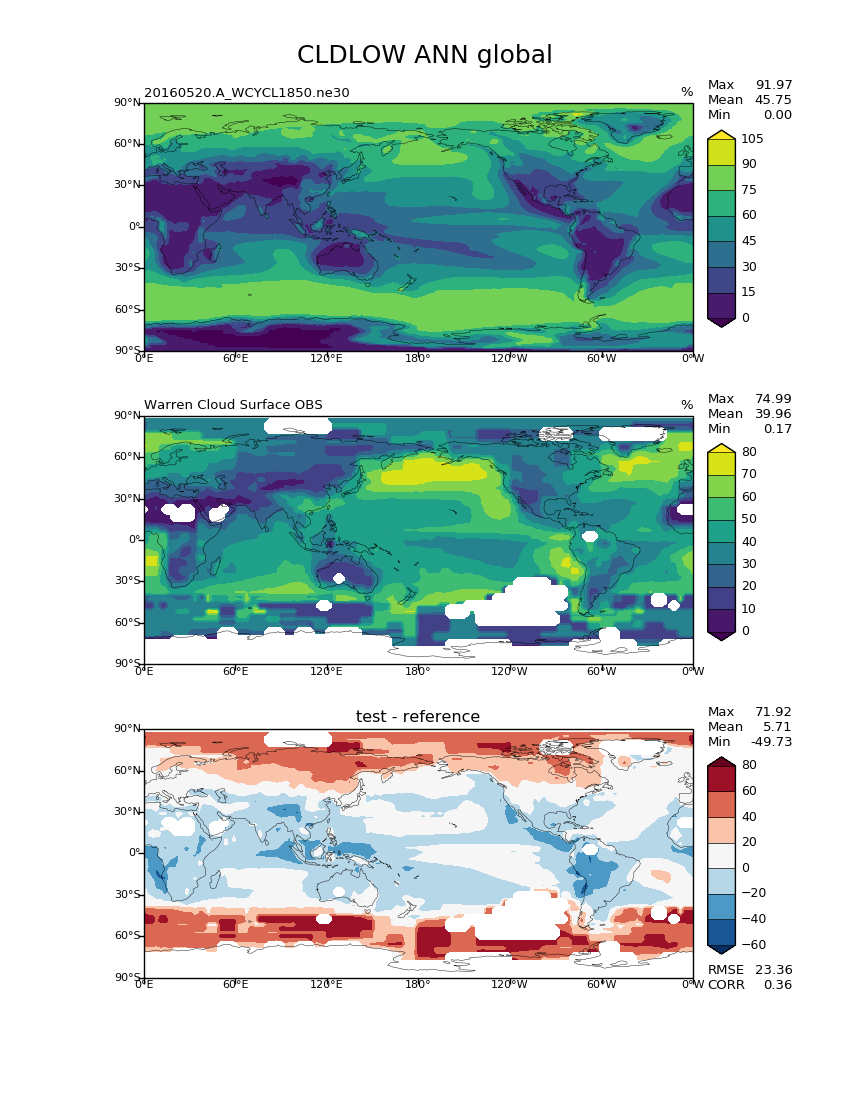 CLDLOW ANN global
20160520.A_WCYCL1850.ne30
%
Max 91.97
Mean 45.75
Min 0.00
90°N
60°N
30°N
0°
30°S
60°S
90°S
0°E 60°E 120°E 180° 120°W 60°W 0°W
105
90
75
60
45
30
15
0
Warren Cloud Surface OBS
%
Max 74.99
Mean 39.96
Min 0.17
90°N
60°N
30°N
0°
30°S
60°S
90°S
0°E 60°E 120°E 180° 120°W 60°W 0°W
80
70
60
50
40
30
20
10
0
test - reference
Max 71.92
Mean 5.71
Min -49.73
90°N
60°N
30°N
0°
30°S
60°S
90°S
0°E 60°E 120°E 180° 120°W 60°W 0°W
80
60
40
20
0
−20
−40
−60
RMSE 23.36
CORR 0.36